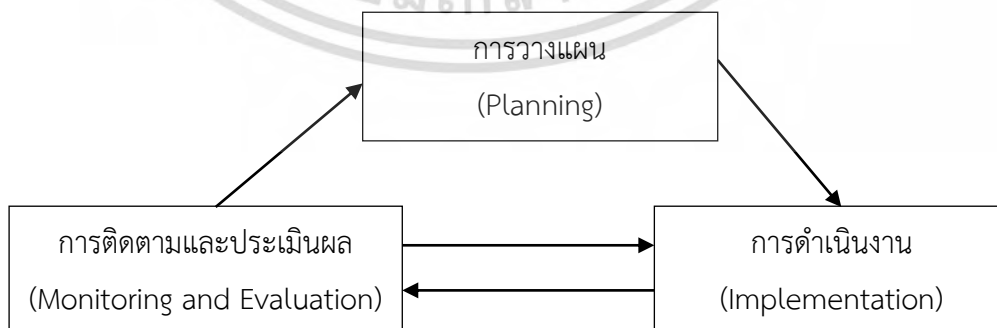 การวางแผน
(Planning)
การติดตามและประเมินผล
(Monitoring and Evaluation)
การดำเนินงาน
(Implementation)